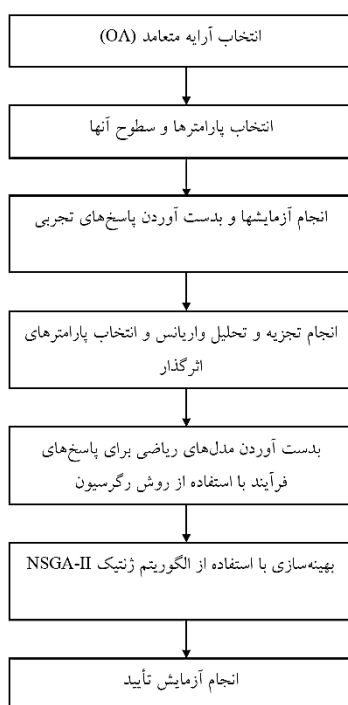 انتخاب آرایه متعامد (OA)
انتخاب پارامترها و سطوح آنها
انجام آزمایشها و بدست آوردن پاسخ‌های تجربی
انجام تجزیه و تحلیل واریانس و انتخاب پارامترهای
اثرگذار
بدست آوردن مدل‌های ریاضی برای پاسخ‌های
فرآیند با استفاده از روش رگرسیون
بهینه‌سازی با استفاده از الگوریتم ژنتیک NSGA-II
انجام آزمایش تأیید